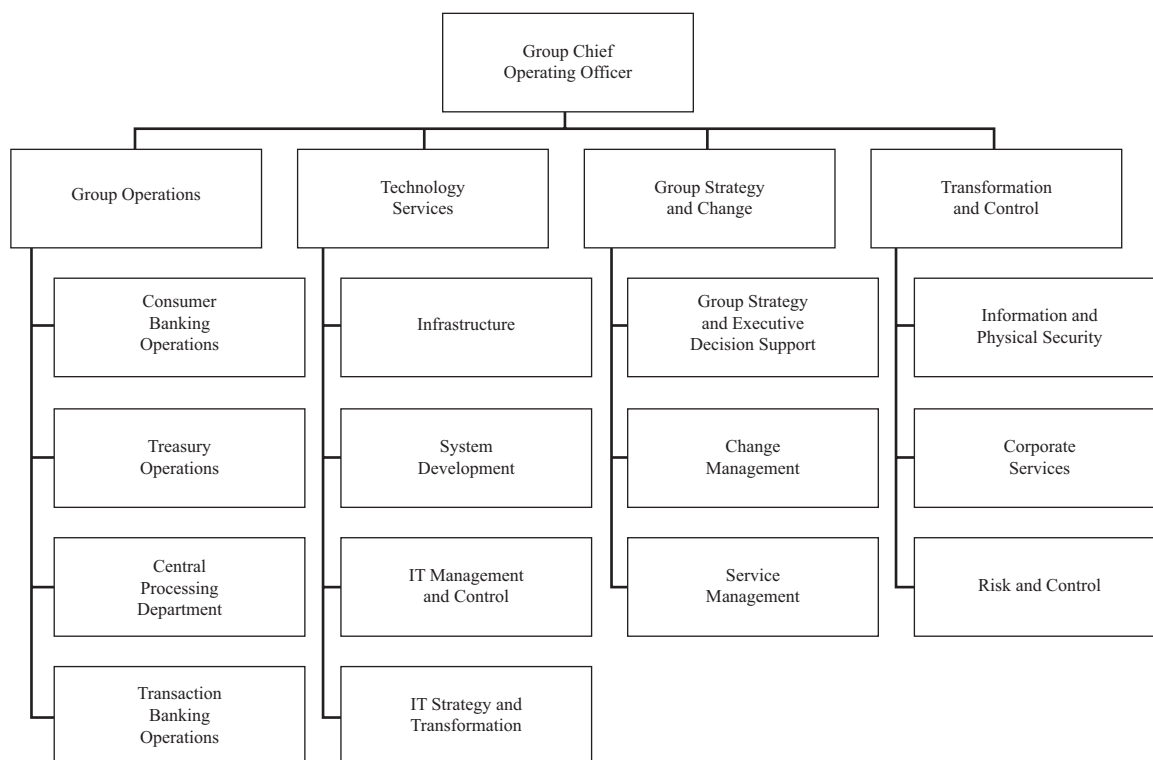 Group Chief
Operating Officer
Group Operations
Technology
Services
Group Strategy
and Change
Transformation
and Control
Consumer
Banking
Operations
Infrastructure
Group Strategy
and Executive
Decision Support
Information and
Physical Security
Treasury
Operations
System
Development
Change
Management
Corporate
Services
Central
Processing
Department
IT Management
and Control
Service
Management
Risk and Control
Transaction
Banking
Operations
IT Strategy and
Transformation